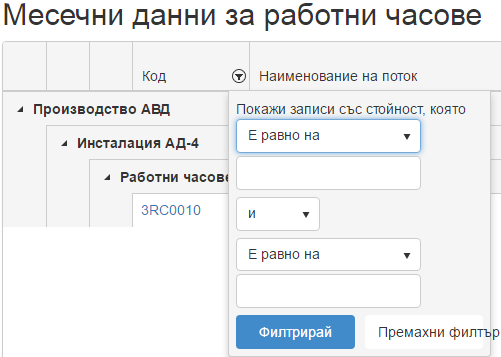 Месечни данни за работни часове
Код
Наименование на поток
Производство АВД
Инсталация АД-4
Работни часове
3RC0010
Покажи записи със стойност, която
Е равно на
и
Е равно на
Филтрирай
Премахни филтър